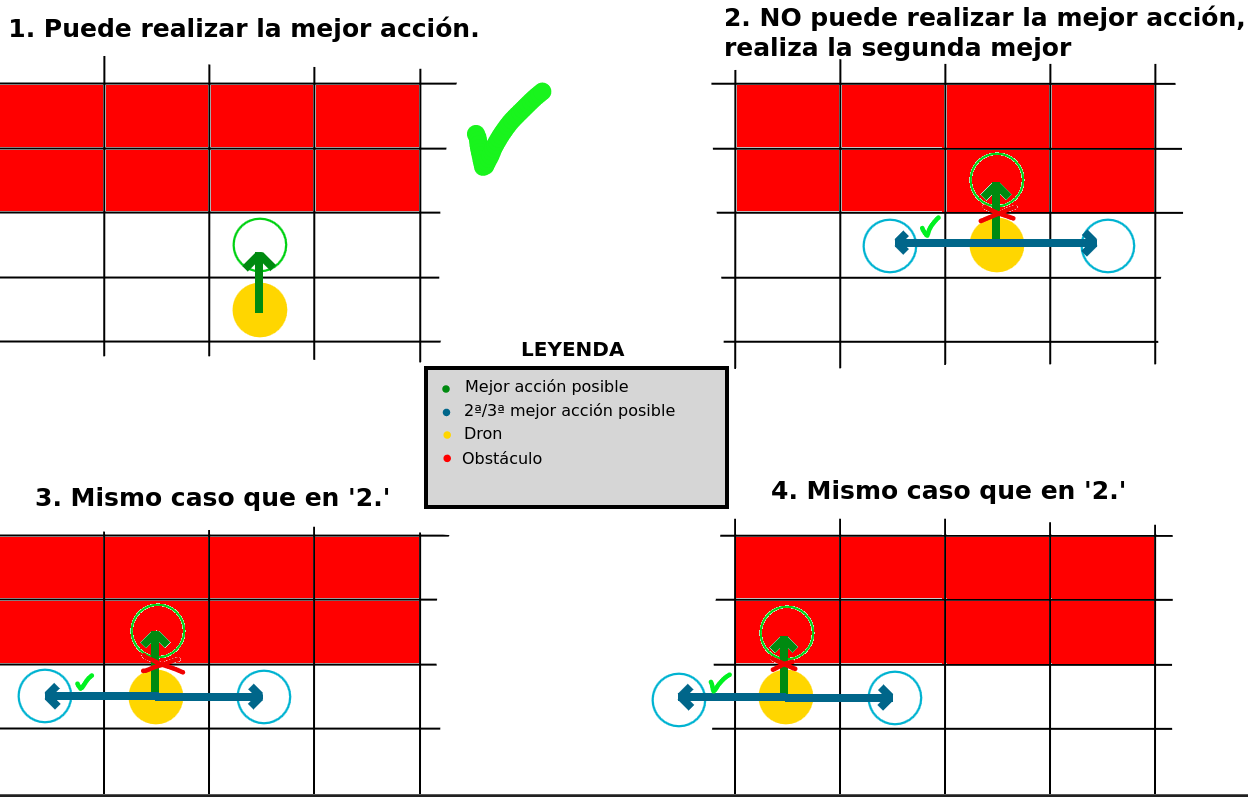 1. Puede realizar la mejor acción.
2. NO puede realizar la mejor acción,
realiza la segunda mejor
LEYENDA
Mejor acción posible
2ª/3ª mejor acción posible
Dron
Obstáculo
3. Mismo caso que en '2.'
4. Mismo caso que en '2.'